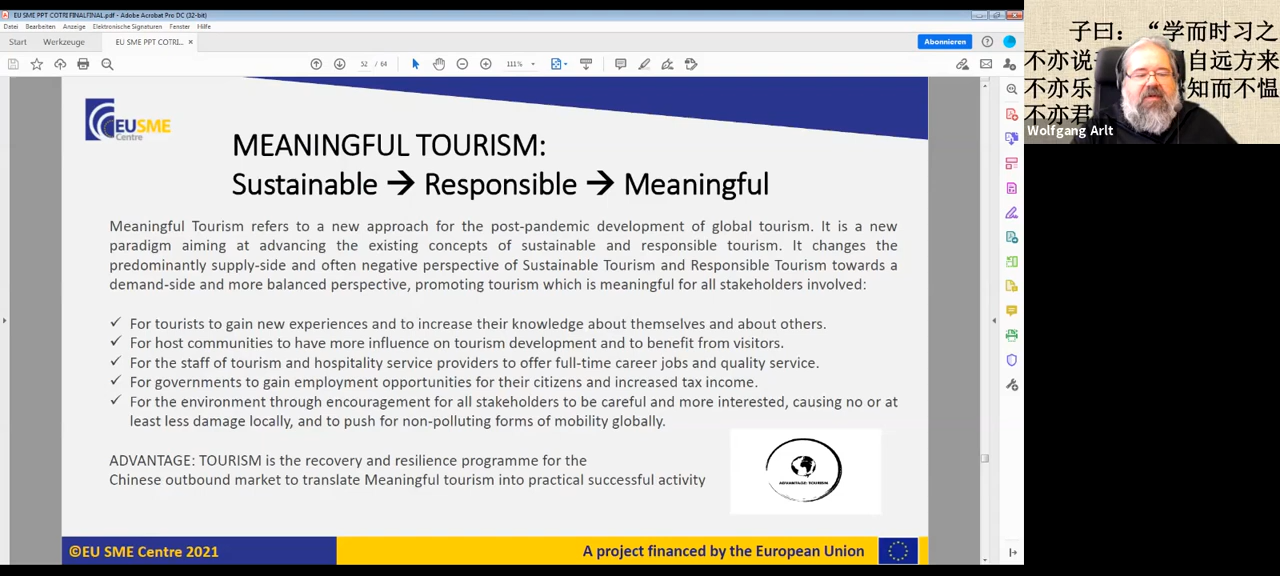 EU SME PPT COTRI FINALFINAL.pdf - Adobe Acrobat Pro DC (32-bit)
Datei Bearbeiten Anzeige Elektronische Signaturen Fenster Hilfe
Start Werkzeuge EU SME PPT COTRI... × Abonnieren
52 / 64 111%
EUSME
Centre
MEANINGFUL TOURISM:
Sustainable → Responsible → Meaningful
Meaningful Tourism refers to a new approach for the post-pandemic development of global tourism. It is a new
paradigm aiming at advancing the existing concepts of sustainable and responsible tourism. It changes the
predominantly supply-side and often negative perspective of Sustainable Tourism and Responsible Tourism towards a
demand-side and more balanced perspective, promoting tourism which is meaningful for all stakeholders involved:
✓ For tourists to gain new experiences and to increase their knowledge about themselves and about others.
✓ For host communities to have more influence on tourism development and to benefit from visitors.
✓ For the staff of tourism and hospitality service providers to offer full-time career jobs and quality service.
✓ For governments to gain employment opportunities for their citizens and increased tax income.
✓ For the environment through encouragement for all stakeholders to be careful and more interested, causing no or at
least less damage locally, and to push for non-polluting forms of mobility globally.
ADVANTAGE: TOURISM is the recovery and resilience programme for the
Chinese outbound market to translate Meaningful tourism into practical successful activity
ADVANTAGE: TOURISM
©EU SME Centre 2021
A project financed by the European Union
子曰：“学而时习之
不亦说 自远方来
不亦乐 知而不愠
不亦君
Wolfgang Arlt